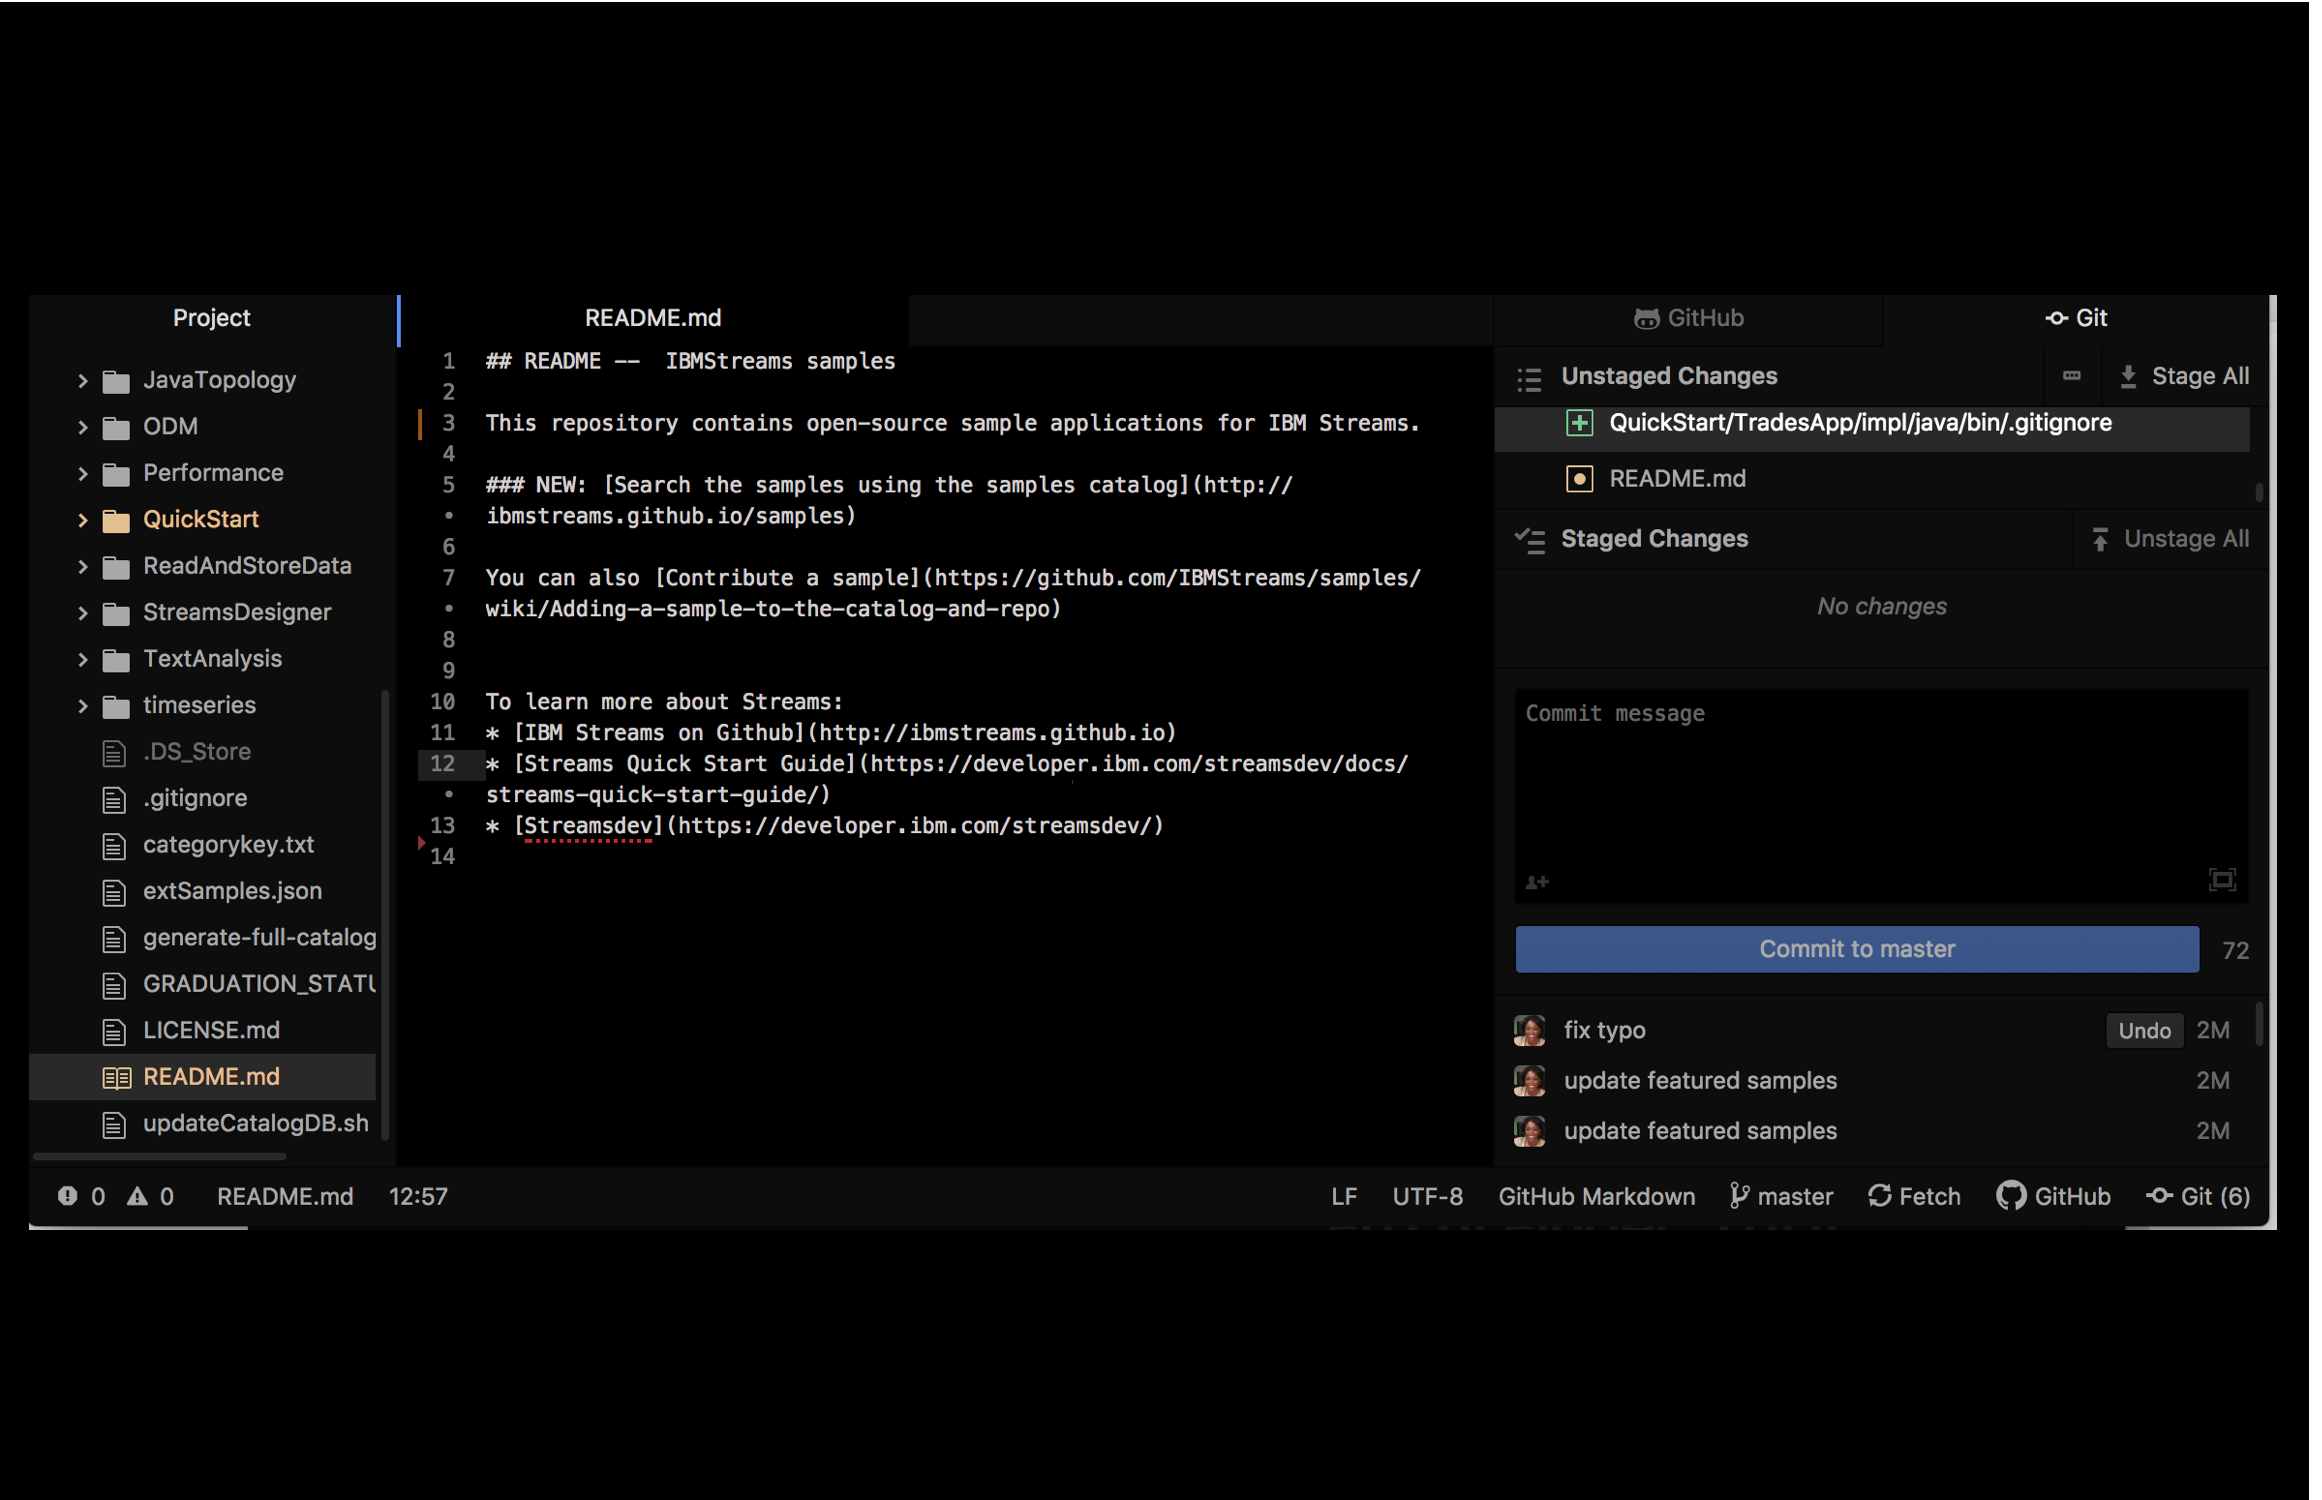 Project
JavaTopology
ODM
Performance
QuickStart
ReadAndStoreData
StreamsDesigner
TextAnalysis
timeseries
.DS_Store
.gitignore
categorykey.txt
extSamples.json
generate-full-catalog
GRADUATION_STATU
LICENSE.md
README.md
updateCatalogDB.sh
README.md
1 ## README --  IBMStreams samples
2
3 This repository contains open-source sample applications for IBM Streams.
4
5 ### NEW: [Search the samples using the samples catalog](http://
• ibmstreams.github.io/samples)
6
7 You can also [Contribute a sample](https://github.com/IBMStreams/samples/
• wiki/Adding-a-sample-to-the-catalog-and-repo)
8
9
10 To learn more about Streams:
11 * [IBM Streams on Github](http://ibmstreams.github.io)
12 * [Streams Quick Start Guide](https://developer.ibm.com/streamsdev/docs/
• streams-quick-start-guide/)
13 * [Streamsdev](https://developer.ibm.com/streamsdev/)
14
GitHub Git
Unstaged Changes Stage All
QuickStart/TradesApp/impl/java/bin/.gitignore
README.md
Staged Changes Unstage All
No changes
Commit message
Commit to master 72
fix typo Undo 2M
update featured samples 2M
update featured samples 2M
0 0 README.md 12:57 LF UTF-8 GitHub Markdown master Fetch GitHub Git (6)